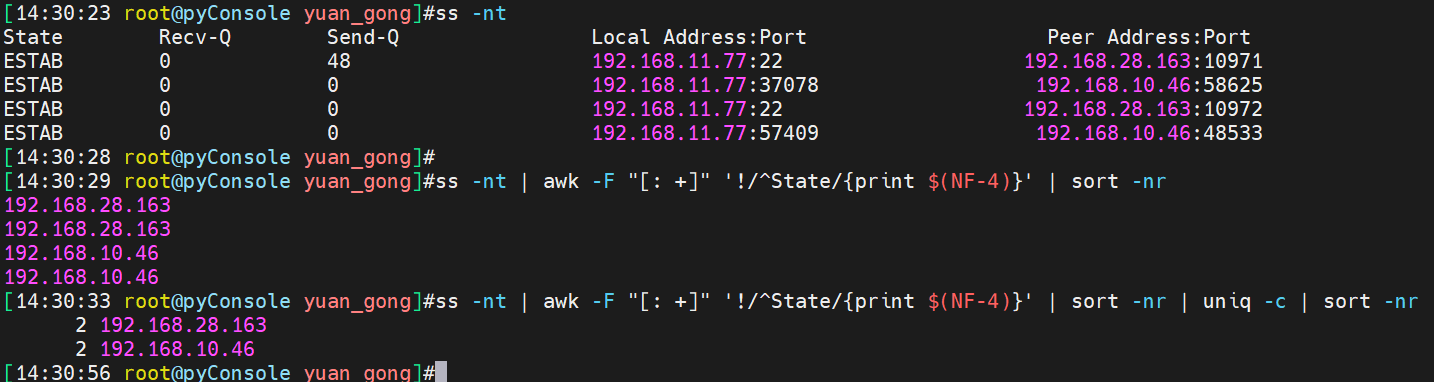 [14:30:23 root@pyConsole yuan_gong]#ss -nt
State Recv-Q Send-Q Local Address:Port Peer Address:Port
ESTAB 0 48 192.168.11.77:22 192.168.28.163:10971
ESTAB 0 0 192.168.11.77:37078 192.168.10.46:58625
ESTAB 0 0 192.168.11.77:22 192.168.28.163:10972
ESTAB 0 0 192.168.11.77:57409 192.168.10.46:48533
[14:30:28 root@pyConsole yuan_gong]#
[14:30:29 root@pyConsole yuan_gong]#ss -nt | awk -F "[: +]" '!/^State/{print $(NF-4)}' | sort -nr
192.168.28.163
192.168.28.163
192.168.10.46
192.168.10.46
[14:30:33 root@pyConsole yuan_gong]#ss -nt | awk -F "[: +]" '!/^State/{print $(NF-4)}' | sort -nr | uniq -c | sort -nr
2 192.168.28.163
2 192.168.10.46
[14:30:56 root@pyConsole yuan_gong]#